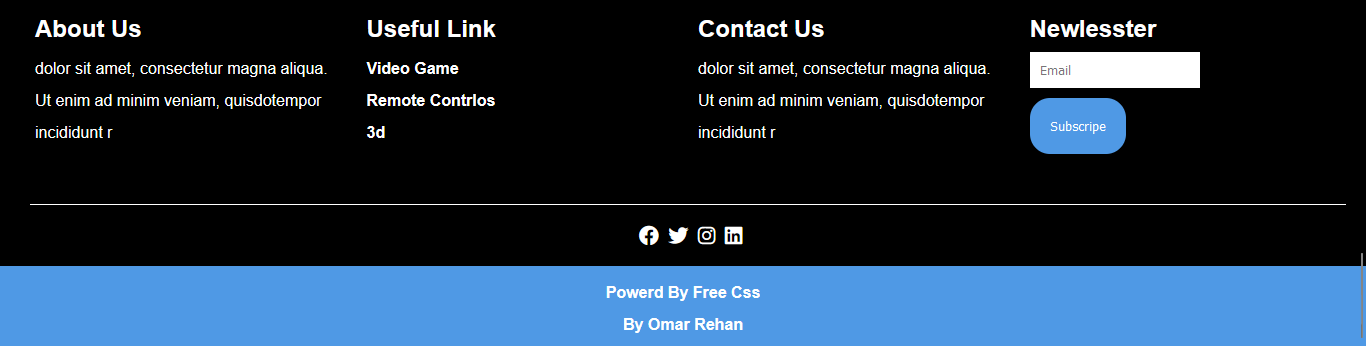 About Us
dolor sit amet, consectetur magna aliqua.
Ut enim ad minim veniam, quisdotempor
incididunt r
Useful Link
Video Game
Remote Contrlos
3d
Contact Us
dolor sit amet, consectetur magna aliqua.
Ut enim ad minim veniam, quisdotempor
incididunt r
Newlesster
Email
Subscripe
Powerd By Free Css
By Omar Rehan